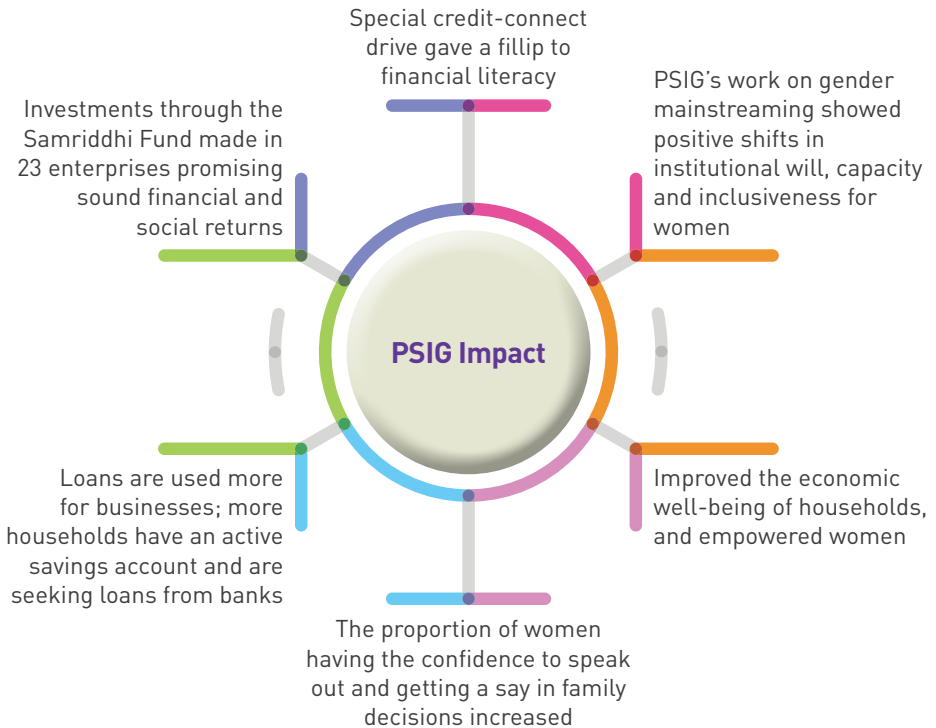 Special credit-connect
drive gave a fillip to
financial literacy
PSIG’s work on gender
mainstreaming showed
positive shifts in
institutional will, capacity
and inclusiveness for
women
Investments through the
Samriddhi Fund made in
23 enterprises promising
sound financial and
social returns
PSIG Impact
Loans are used more
for businesses; more
households have an active
savings account and are
seeking loans from banks
Improved the economic
well-being of households,
and empowered women
The proportion of women
having the confidence to speak
out and getting a say in family
decisions increased